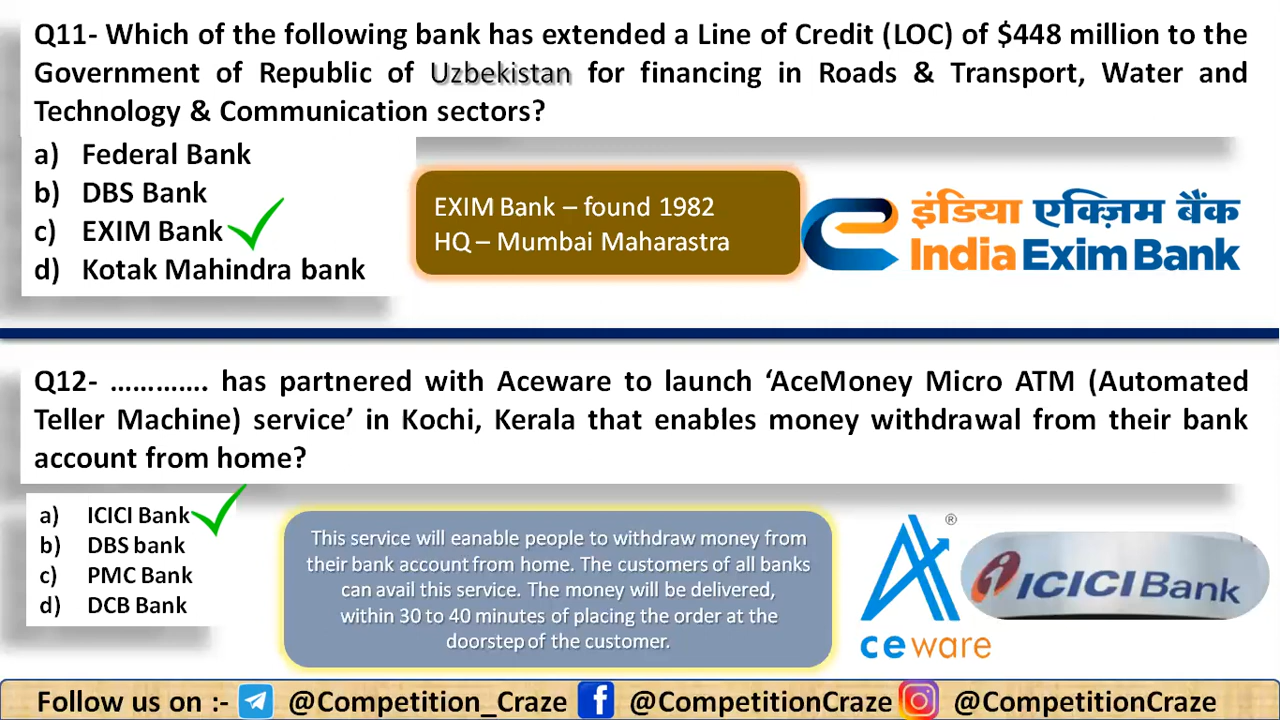 Q11- Which of the following bank has extended a Line of Credit (LOC) of $448 million to the
Government of Republic of Uzbekistan for financing in Roads & Transport, Water and
Technology & Communication sectors?
a) Federal Bank
b) DBS Bank
c) EXIM Bank
d) Kotak Mahindra bank
EXIM Bank – found 1982
HQ – Mumbai Maharastra
इंडिया एक्ज़िम बैंक
India Exim Bank
Q12- …………. has partnered with Aceware to launch ‘AceMoney Micro ATM (Automated
Teller Machine) service’ in Kochi, Kerala that enables money withdrawal from their bank
account from home?
a) ICICI Bank
b) DBS bank
c) PMC Bank
d) DCB Bank
This service will eanable people to withdraw money from
their bank account from home. The customers of all banks
can avail this service. The money will be delivered,
within 30 to 40 minutes of placing the order at the
doorstep of the customer.
®
ceware
ICICI Bank
Follow us on :- @Competition_Craze @CompetitionCraze @CompetitionCraze